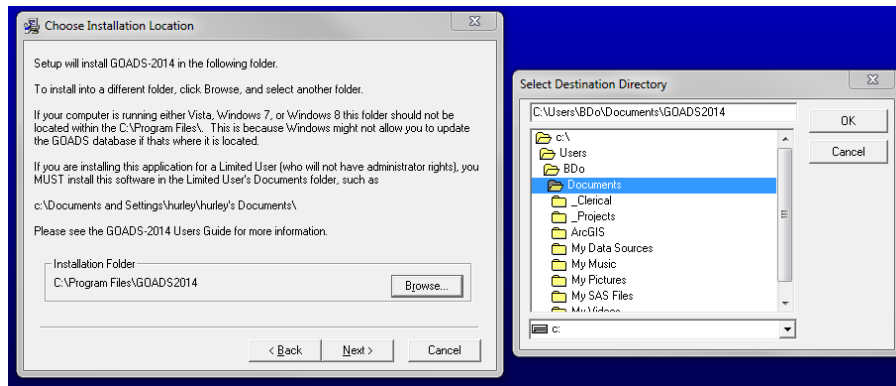 Choose Installation Location
Setup will install GOADS-2014 in the following folder.
To install into a different folder, click Browse, and select another folder.
If your computer is running either Vista, Windows 7, or Windows 8 this folder should not be
located within the C:\Program Files\. This is because Windows might not allow you to update
the GOADS database if thats where it is located.
If you are installing this application for a Limited User (who will not have administrator rights), you
MUST install this software in the Limited User's Documents folder, such as
c:\Documents and Settings\hurley\hurley's Documents\
Please see the GOADS-2014 Users Guide for more information.
Installation Folder
C:\Program Files\GOADS2014
Browse...
< Back
Next >
Cancel
Select Destination Directory
C:\Users\BDo\Documents\GOADS2014
OK
Cancel
c:\
Users
BDo
Documents
_Clerical
_Projects
ArcGIS
My Data Sources
My Music
My Pictures
My SAS Files
My Videos
c: